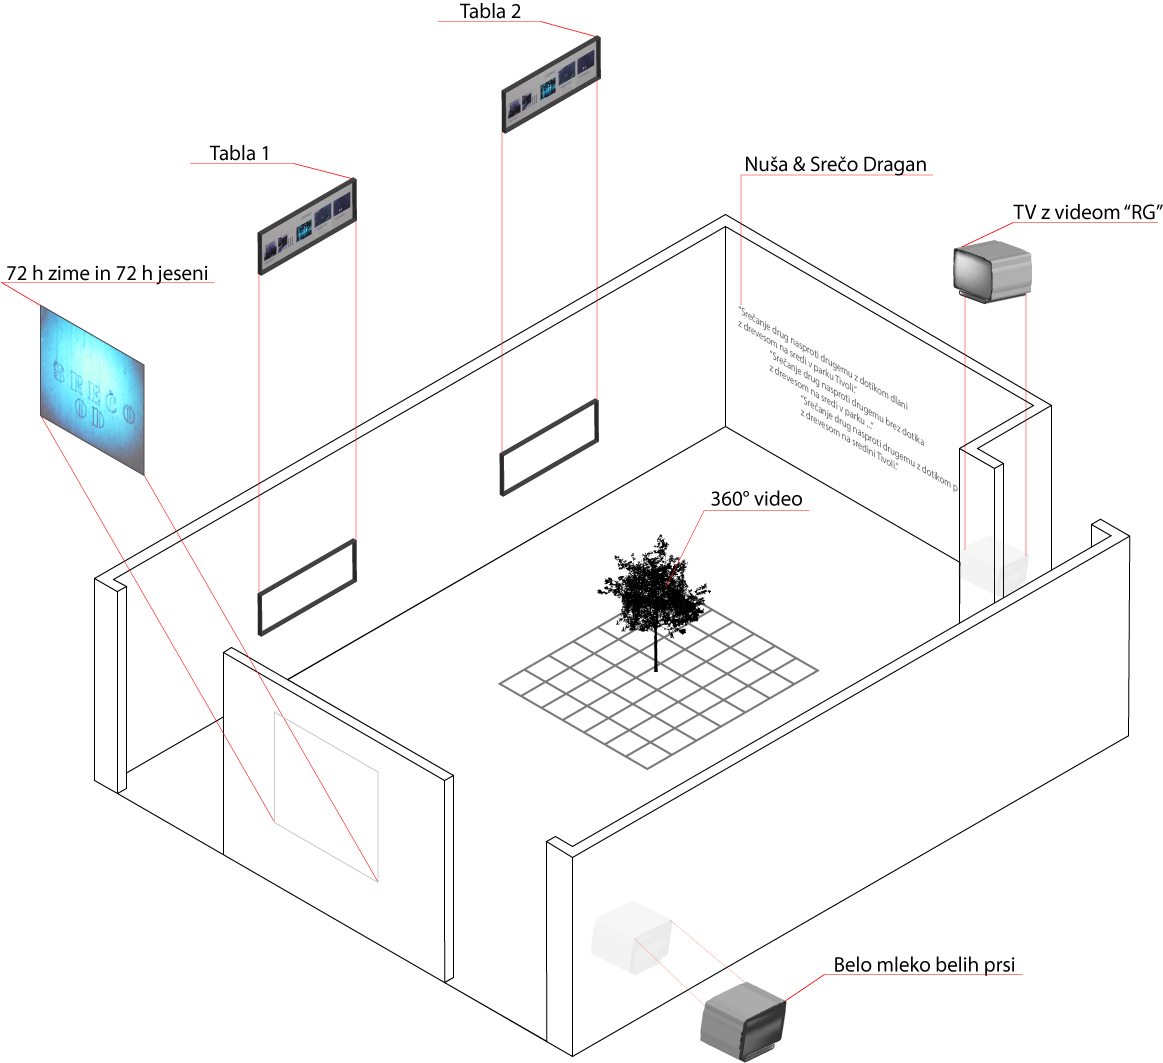 Tabla 2
Tabla 1
Nuša & Srečo Dragan
TV z videom “RG”
72 h zime in 72 h jeseni
SREČO
OD
“Srečanje drug nasproti drugemu z dotikom dlani
z drevesom na sredi v parku Tivoli.”
“Srečanje drug nasproti drugemu brez dotika
z drevesom na sredi v parku ...”
“Srečanje drug nasproti drugemu z dotikom p
z drevesom na sredini Tivoli.”
360° video
Belo mleko belih prsi